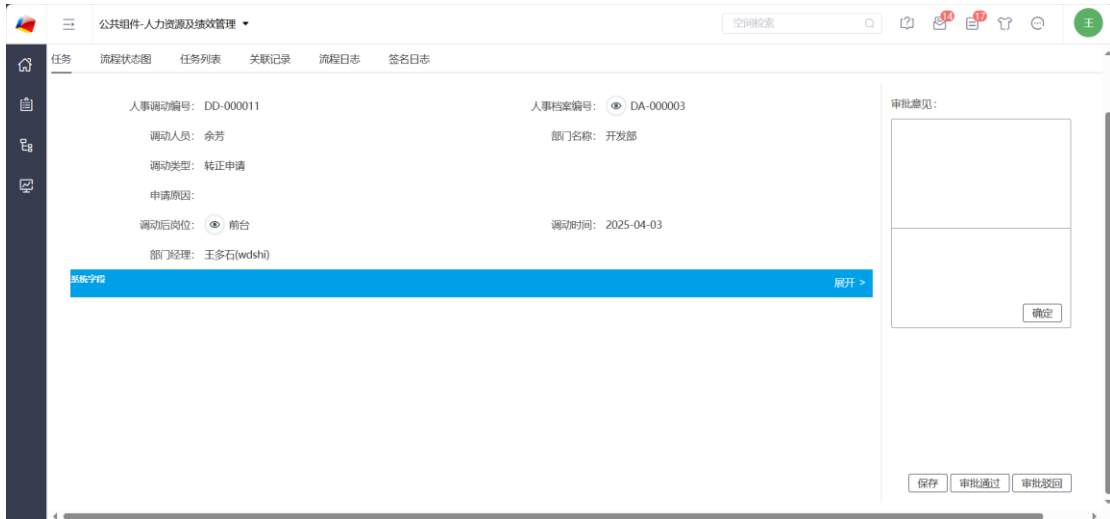 公共组件-人力资源及绩效管理
空间检索
14
17
王
任务 流程状态图 任务列表 关联记录 流程日志 签名日志
人事调动编号: DD-000011 人事档案编号: DA-000003
调动人员: 余芳 部门名称: 开发部
调动类型: 转正申请
申请原因:
调动后岗位: 前台 调动时间: 2025-04-03
部门经理: 王多石(wdshi)
系统字段 展开 >
审批意见:
确定
保存 审批通过 审批驳回